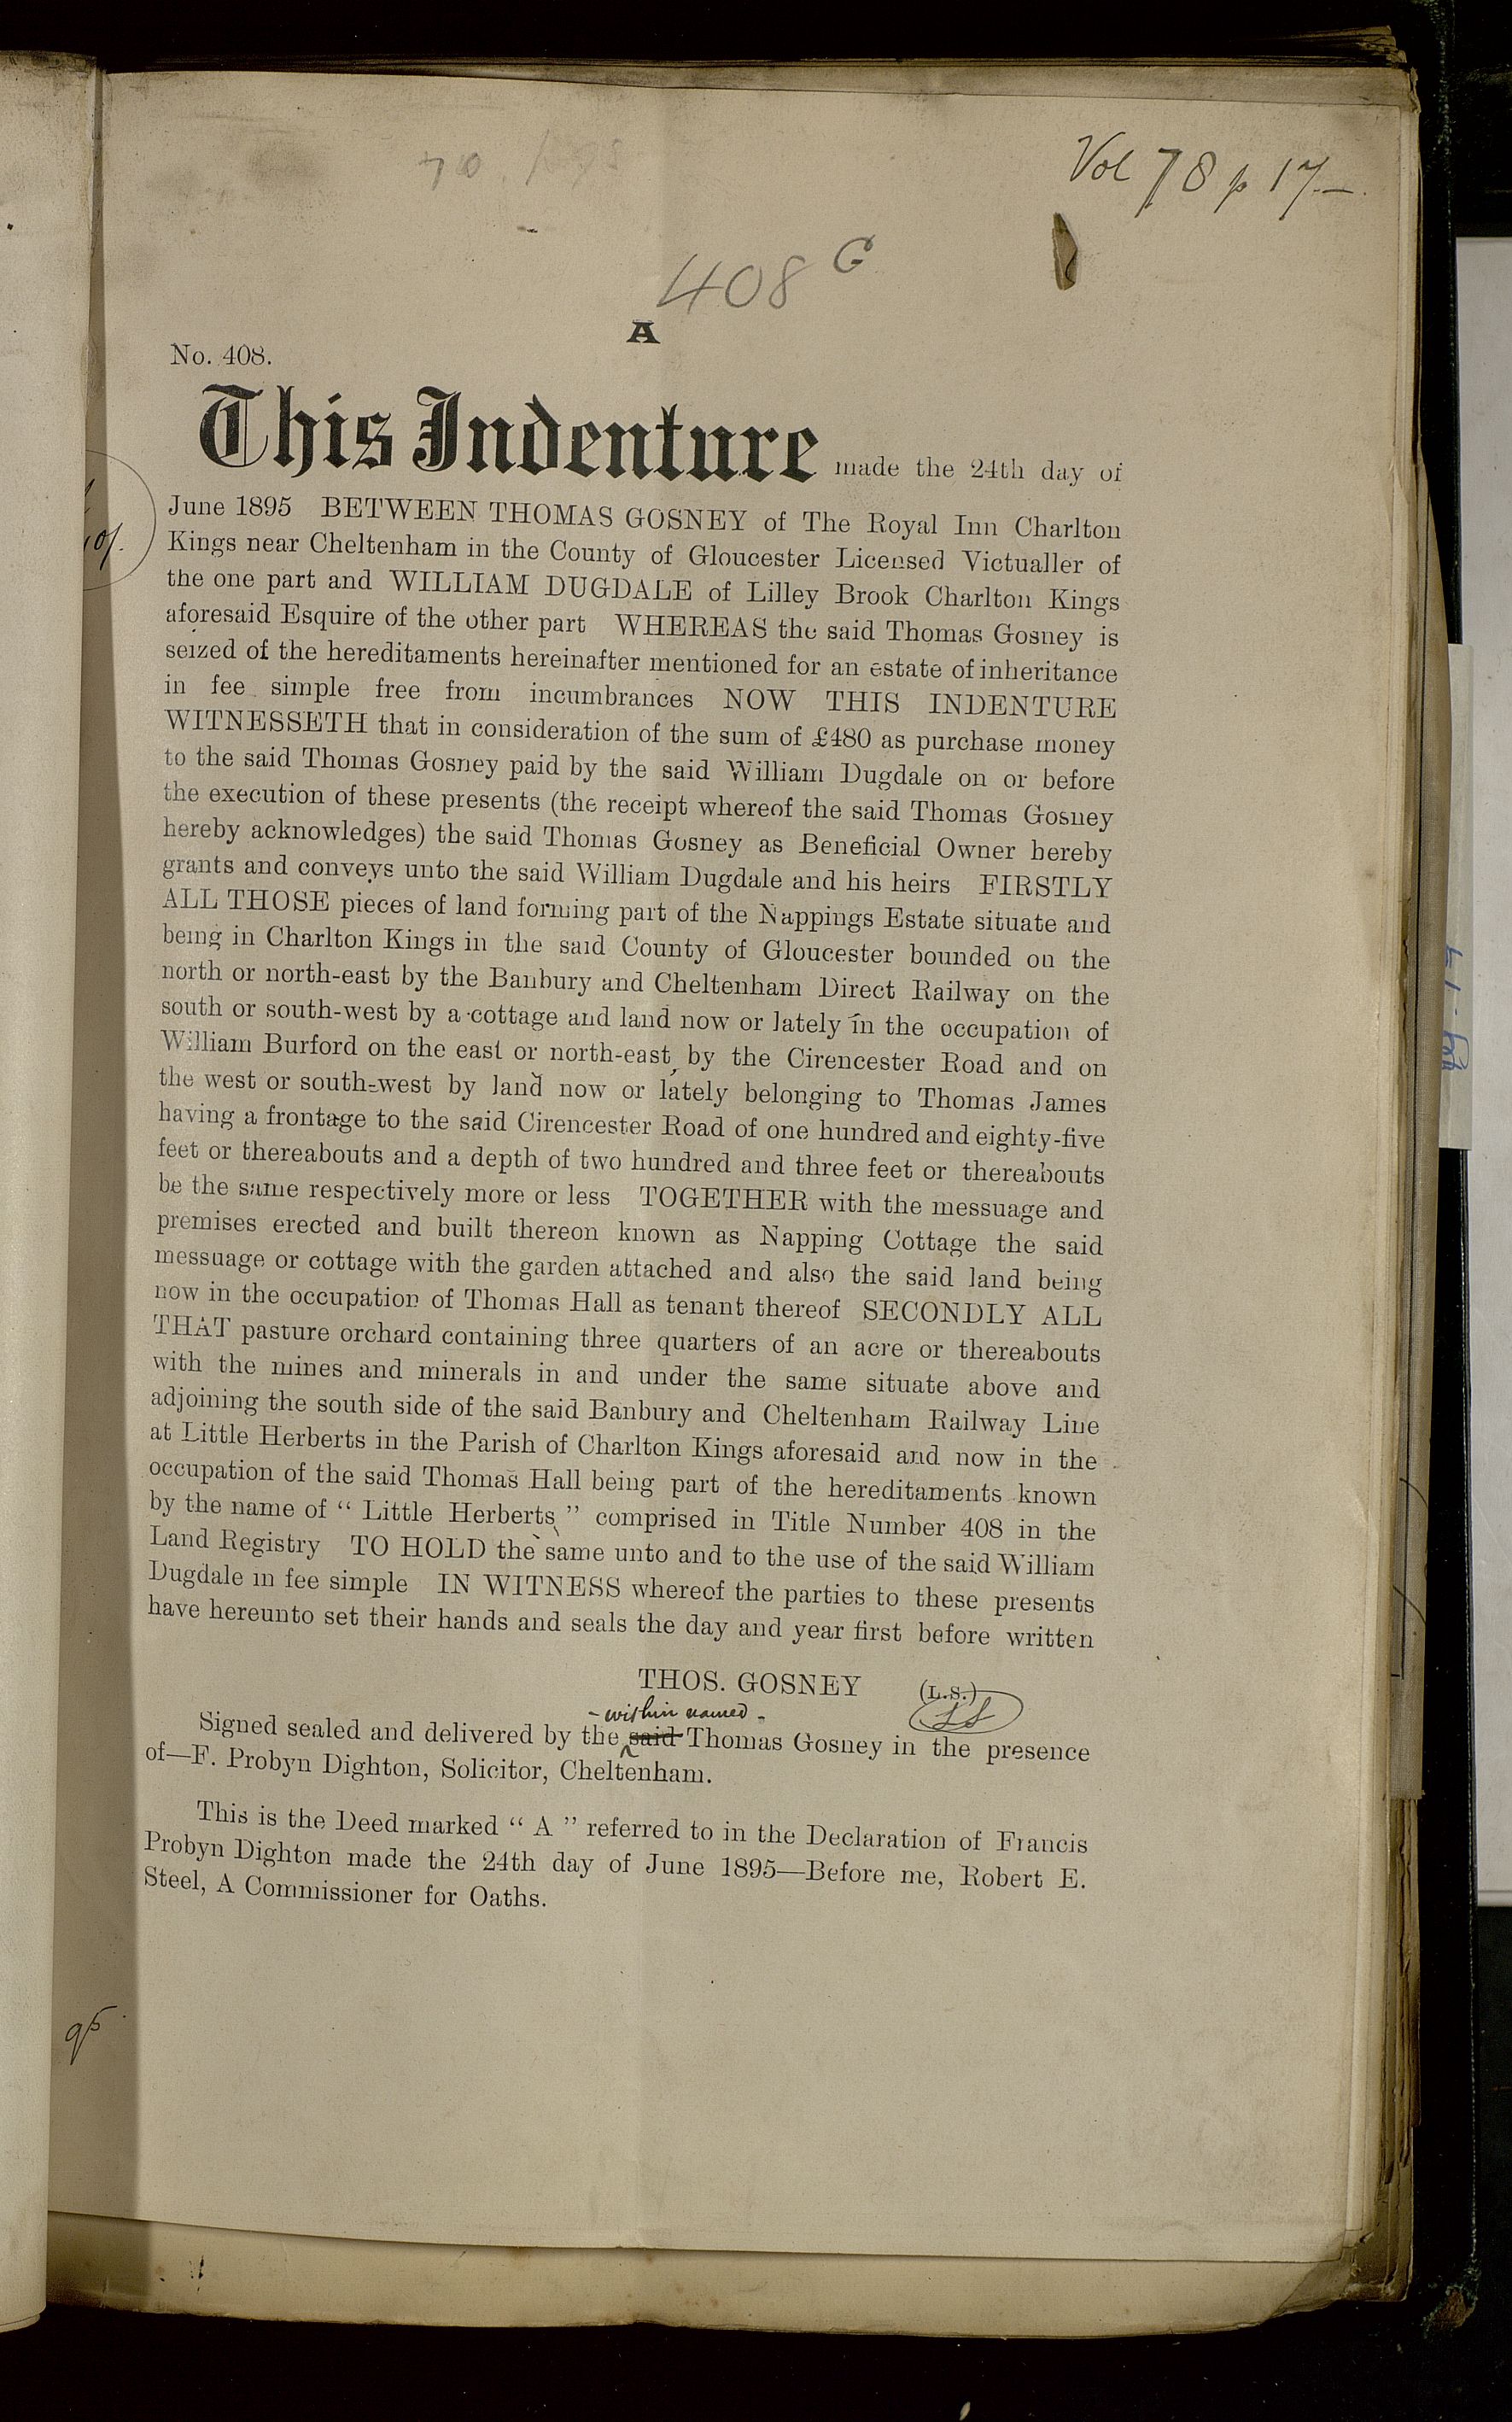 Vol 78 p 17
408 G
A
No. 408.
This Indenture made the 24th day of
June 1895 BETWEEN THOMAS GOSNEY of The Royal Inn Charlton
Kings near Cheltenham in the County of Gloucester Licensed Victualler of
the one part and WILLIAM DUGDALE of Lilley Brook Charlton Kings
aforesaid Esquire of the other part WHEREAS the said Thomas Gosney is
seized of the hereditaments hereinafter mentioned for an estate of inheritance
in fee simple free from incumbrances NOW THIS INDENTURE
WITNESSETH that in consideration of the sum of £480 as purchase money
to the said Thomas Gosney paid by the said William Dugdale on or before
the execution of these presents (the receipt whereof the said Thomas Gosney
hereby acknowledges) the said Thomas Gosney as Beneficial Owner hereby
grants and conveys unto the said William Dugdale and his heirs FIRSTLY
ALL THOSE pieces of land forming part of the Nappings Estate situate and
being in Charlton Kings in the said County of Gloucester bounded on the
north or north-east by the Banbury and Cheltenham Direct Railway on the
south or south-west by a cottage and land now or lately in the occupation of
William Burford on the east or north-east by the Cirencester Road and on
the west or south-west by land now or lately belonging to Thomas James
having a frontage to the said Cirencester Road of one hundred and eighty-five
feet or thereabouts and a depth of two hundred and three feet or thereabouts
be the same respectively more or less TOGETHER with the messuage and
premises erected and built thereon known as Napping Cottage the said
messuage or cottage with the garden attached and also the said land being
now in the occupation of Thomas Hall as tenant thereof SECONDLY ALL
THAT pasture orchard containing three quarters of an acre or thereabouts
with the mines and minerals in and under the same situate above and
adjoining the south side of the said Banbury and Cheltenham Railway Line
at Little Herberts in the Parish of Charlton Kings aforesaid and now in the
occupation of the said Thomas Hall being part of the hereditaments known
by the name of “ Little Herberts ” comprised in Title Number 408 in the
Land Registry TO HOLD the same unto and to the use of the said William
Dugdale in fee simple IN WITNESS whereof the parties to these presents
have hereunto set their hands and seals the day and year first before written
THOS. GOSNEY (L.S.)
LS
within named
Signed sealed and delivered by the said Thomas Gosney in the presence
of—F. Probyn Dighton, Solicitor, Cheltenham.
This is the Deed marked “ A ” referred to in the Declaration of Francis
Probyn Dighton made the 24th day of June 1895—Before me, Robert E.
Steel, A Commissioner for Oaths.
95